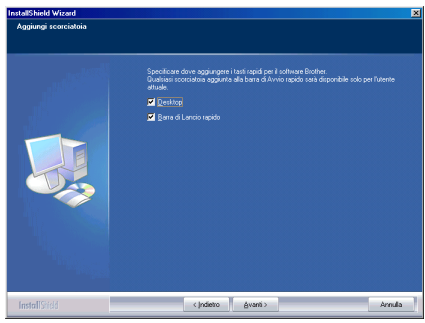 InstallShield Wizard
Aggiungi scorciatoia
Specificare dove aggiungere i tasti rapidi per il software Brother.
Qualsiasi scorciatoia aggiunta alla barra di Avvio rapido sarà disponibile solo per l'utente
attuale.
Desktop
Barra di Lancio rapido
InstallShield
< Indietro
Avanti >
Annulla